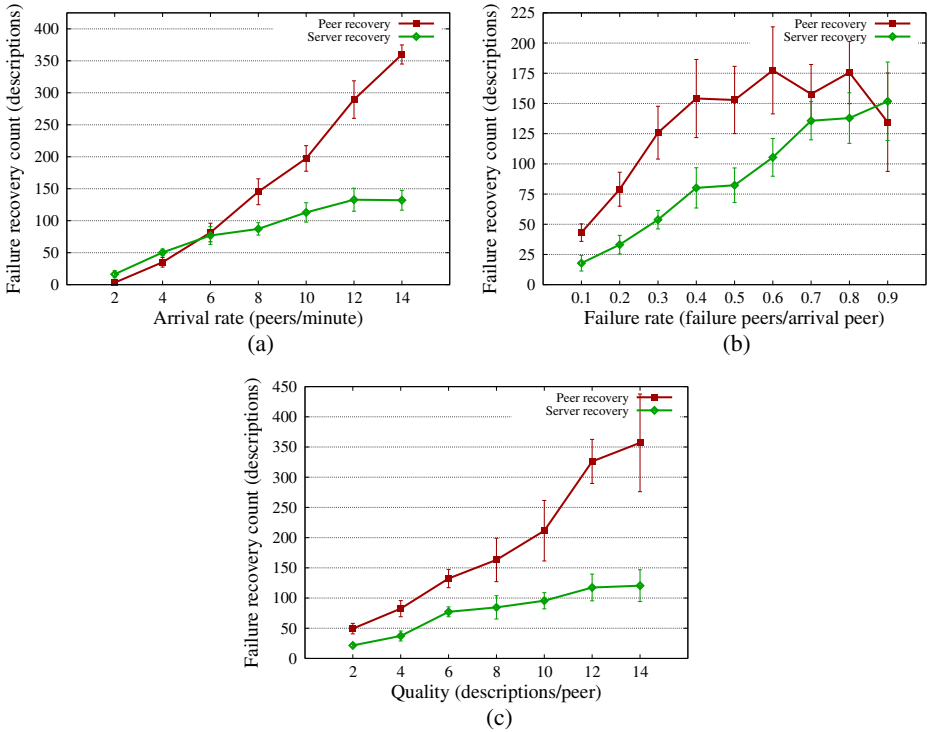 Failure recovery count (descriptions)
400
350
300
250
200
150
100
50
0
Peer recovery
Server recovery
2 4 6 8 10 12 14
Arrival rate (peers/minute)
(a)
Failure recovery count (descriptions)
225
200
175
150
125
100
75
50
25
0
Peer recovery
Server recovery
0.1 0.2 0.3 0.4 0.5 0.6 0.7 0.8 0.9
Failure rate (failure peers/arrival peer)
(b)
Failure recovery count (descriptions)
450
400
350
300
250
200
150
100
50
0
Peer recovery
Server recovery
2 4 6 8 10 12 14
Quality (descriptions/peer)
(c)